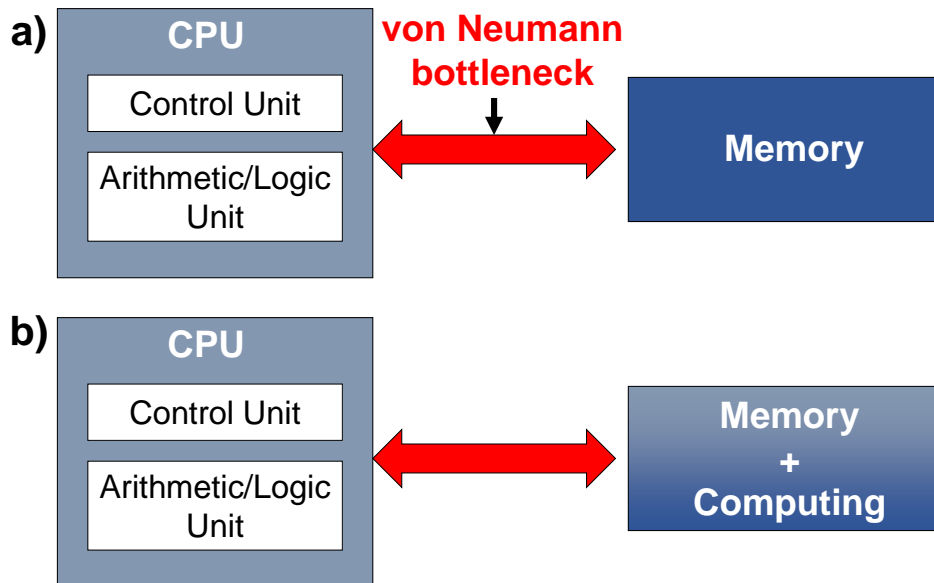 a)
CPU
Control Unit
Arithmetic/Logic
Unit
von Neumann
bottleneck
Memory
b)
CPU
Control Unit
Arithmetic/Logic
Unit
Memory
+
Computing